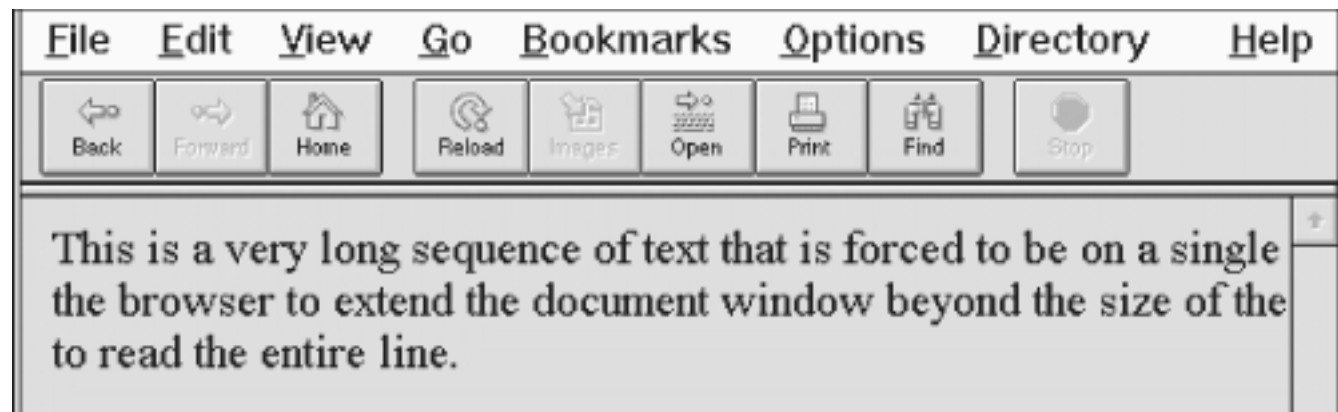 File Edit View Go Bookmarks Options Directory Help
Back Forward Home Reload Images Open Print Find Stop
This is a very long sequence of text that is forced to be on a single
the browser to extend the document window beyond the size of the
to read the entire line.